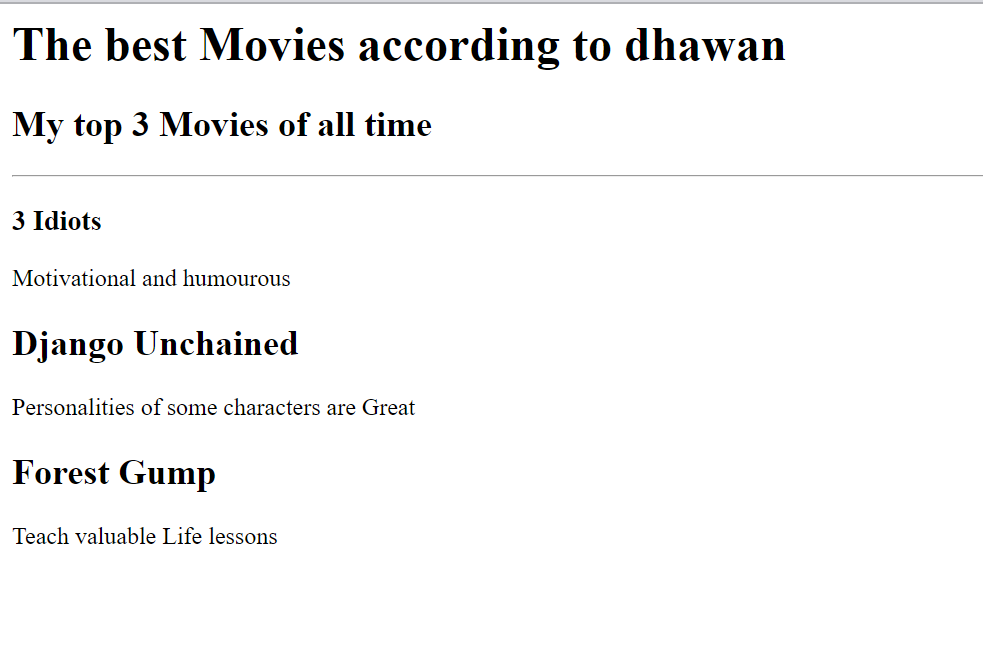 The best Movies according to dhawan
My top 3 Movies of all time
3 Idiots
Motivational and humourous
Django Unchained
Personalities of some characters are Great
Forest Gump
Teach valuable Life lessons